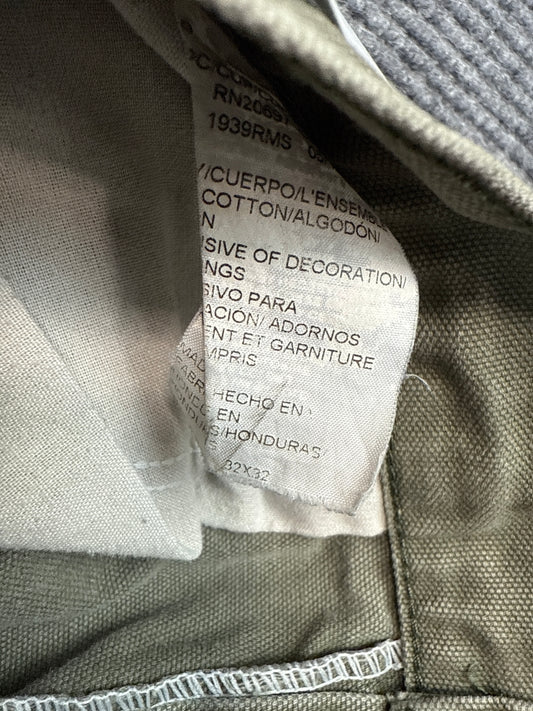 RN2069
1939RMS
Y/CUERPO/L'ENSEMBLE
COTTON/ALGODÓN/
N
SIVE OF DECORATION/
NGS
SIVO PARA
ACIÓN/ ADORNOS
ENT ET GARNITURE
MPRIS
HECHO EN
EN
/HONDURAS
32X32